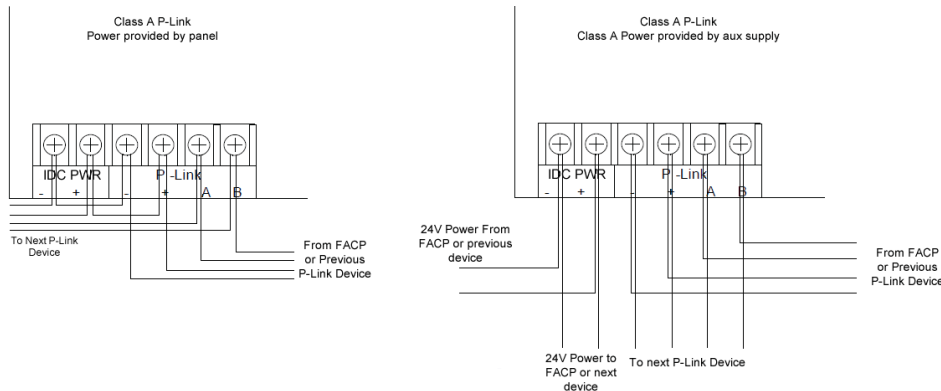 Class A P-Link
Power provided by panel
IDC PWR P -Link
- + - + A B
To Next P-Link
Device
From FACP
or Previous
P-Link Device
Class A P-Link
Class A Power provided by aux supply
IDC PWR P -Link
- + - + A B
24V Power From
FACP or previous
device
From FACP
or Previous
P-Link Device
24V Power to
FACP or next
device
To next P-Link Device